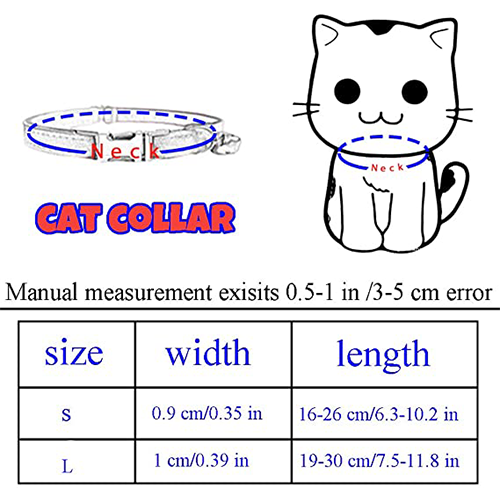 Neck
Neck
CAT COLLAR
Manual measurement exisits 0.5-1 in /3-5 cm error
size width length
S 0.9 cm/0.35 in 16-26 cm/6.3-10.2 in
L 1 cm/0.39 in 19-30 cm/7.5-11.8 in